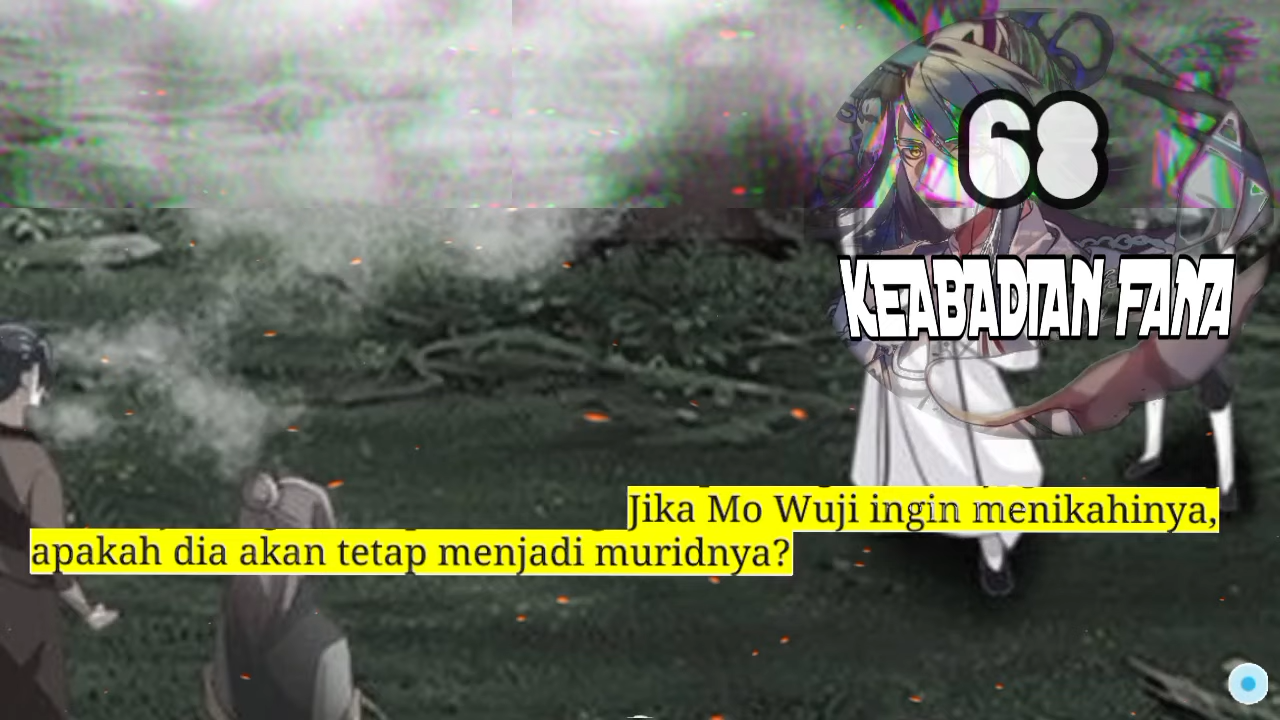 68
KEABADIAN FANA
Jika Mo Wuji ingin menikahinya,
apakah dia akan tetap menjadi muridnya?